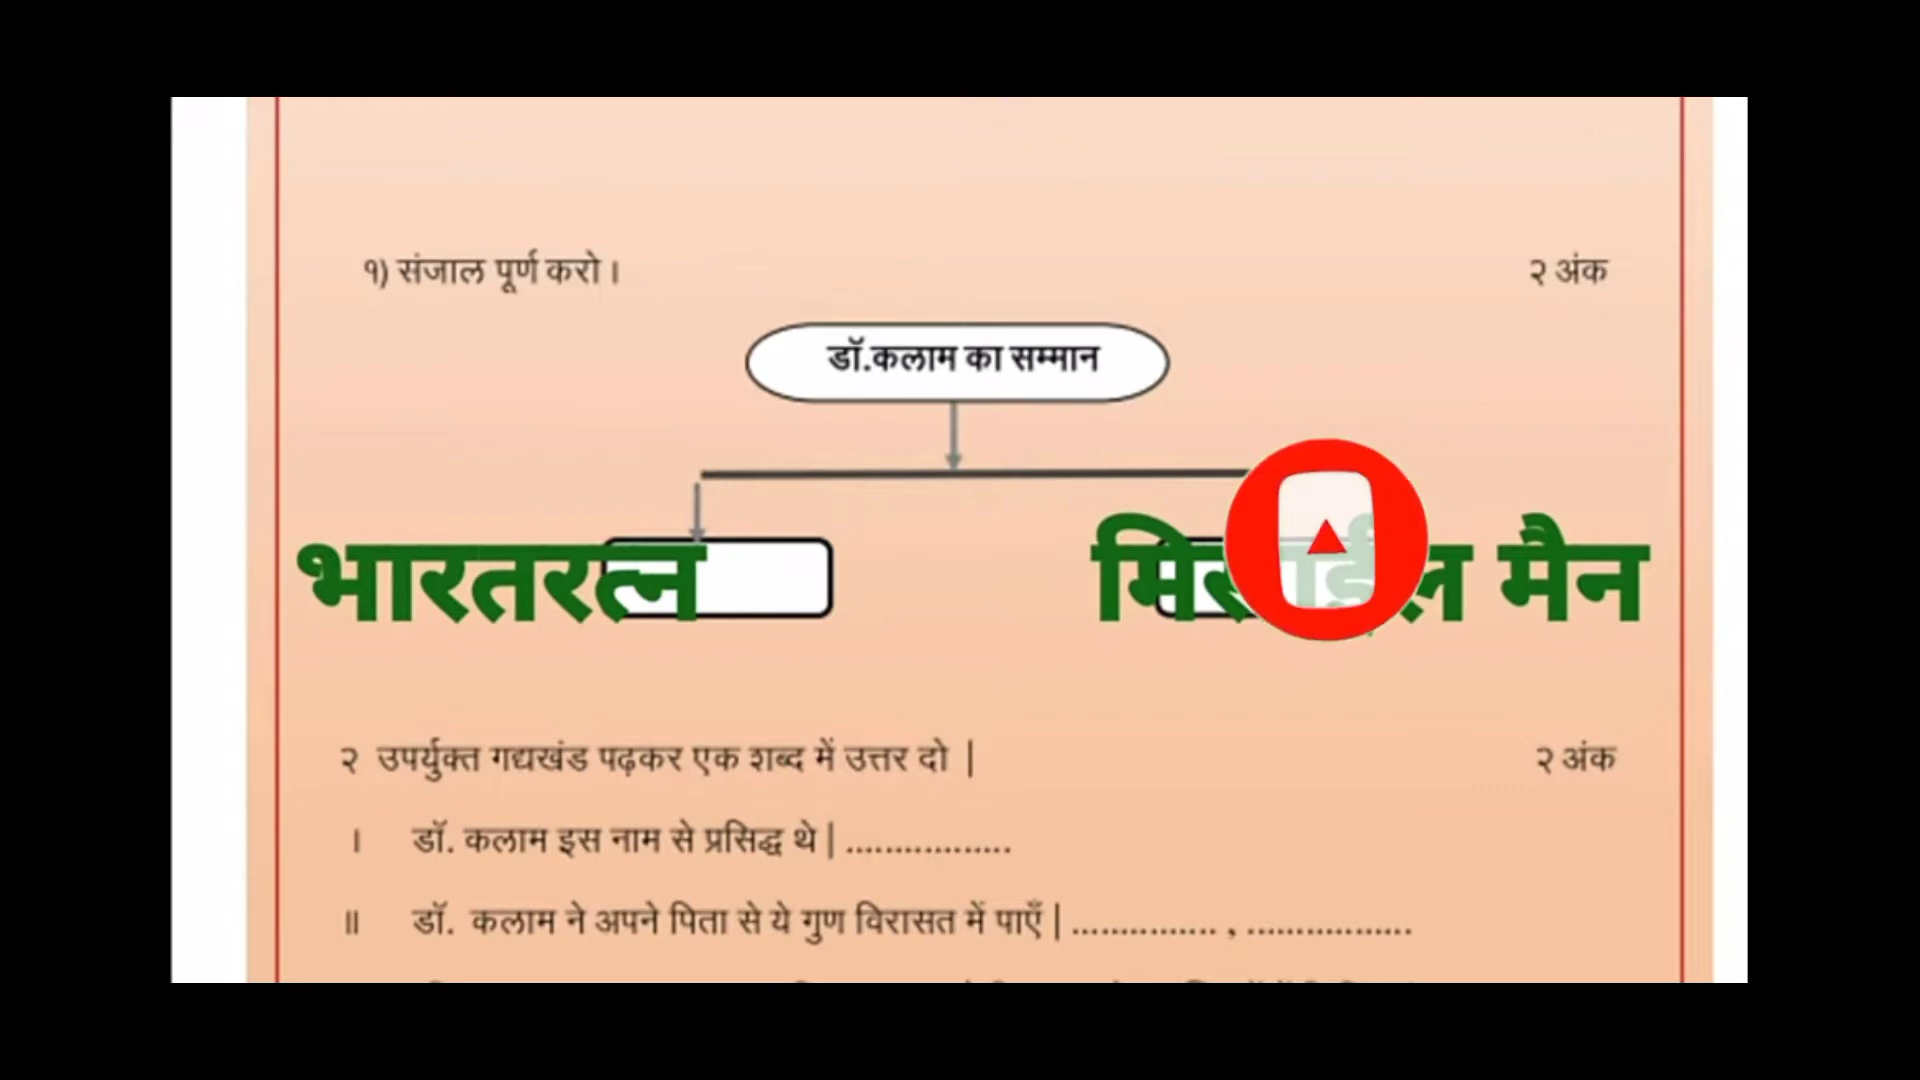 १) संजाल पूर्ण करो । २ अंक
डॉ.कलाम का सम्मान
भारतरत्न
मैन
२ उपर्युक्त गद्यखंड पढ़कर एक शब्द में उत्तर दो | २ अंक
I डॉ. कलाम इस नाम से प्रसिद्ध थे | .................
II डॉ. कलाम ने अपने पिता से ये गुण विरासत में पाएँ | ............... , .................